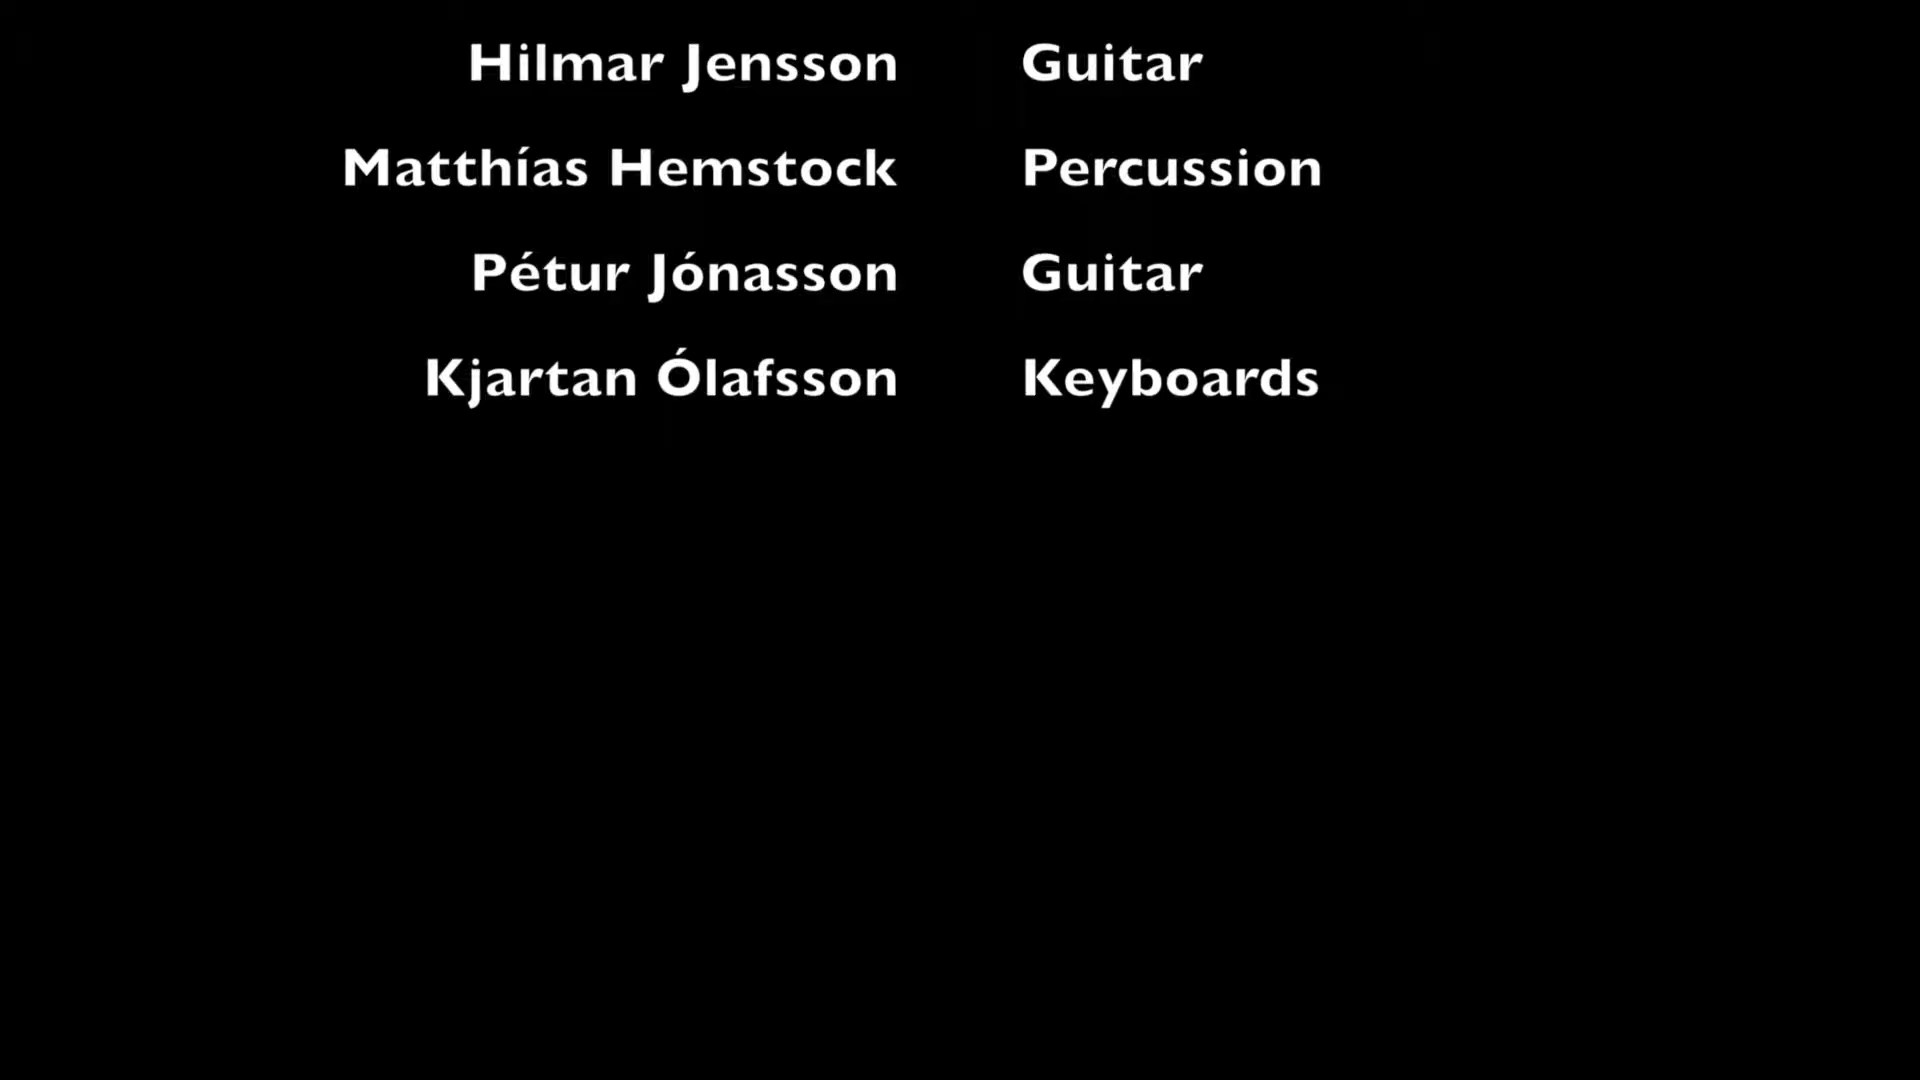 Hilmar Jensson Guitar
Matthías Hemstock Percussion
Pétur Jónasson Guitar
Kjartan Ólafsson Keyboards